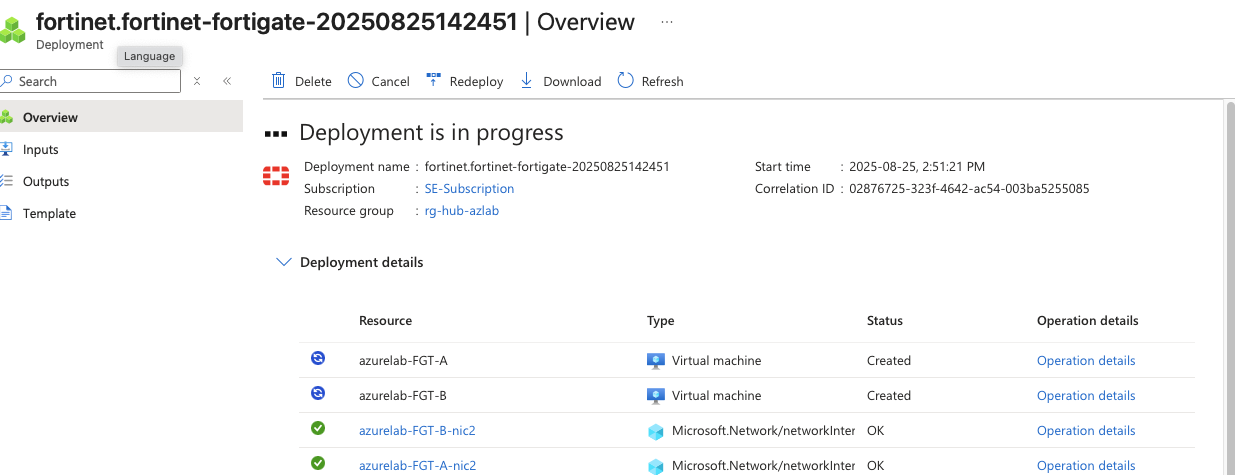 fortinet.fortinet-fortigate-20250825142451 | Overview ...
Deployment
Language
Search
Delete Cancel Redeploy Download Refresh
Overview
Inputs
Outputs
Template
Deployment is in progress
Deployment name : fortinet.fortinet-fortigate-20250825142451 Start time : 2025-08-25, 2:51:21 PM
Subscription : SE-Subscription Correlation ID : 02876725-323f-4642-ac54-003ba5255085
Resource group : rg-hub-azlab
Deployment details
Resource Type Status Operation details
azurelab-FGT-A Virtual machine Created Operation details
azurelab-FGT-B Virtual machine Created Operation details
azurelab-FGT-B-nic2 Microsoft.Network/networkInter OK Operation details
azurelab-FGT-A-nic2 Microsoft.Network/networkInter OK Operation details